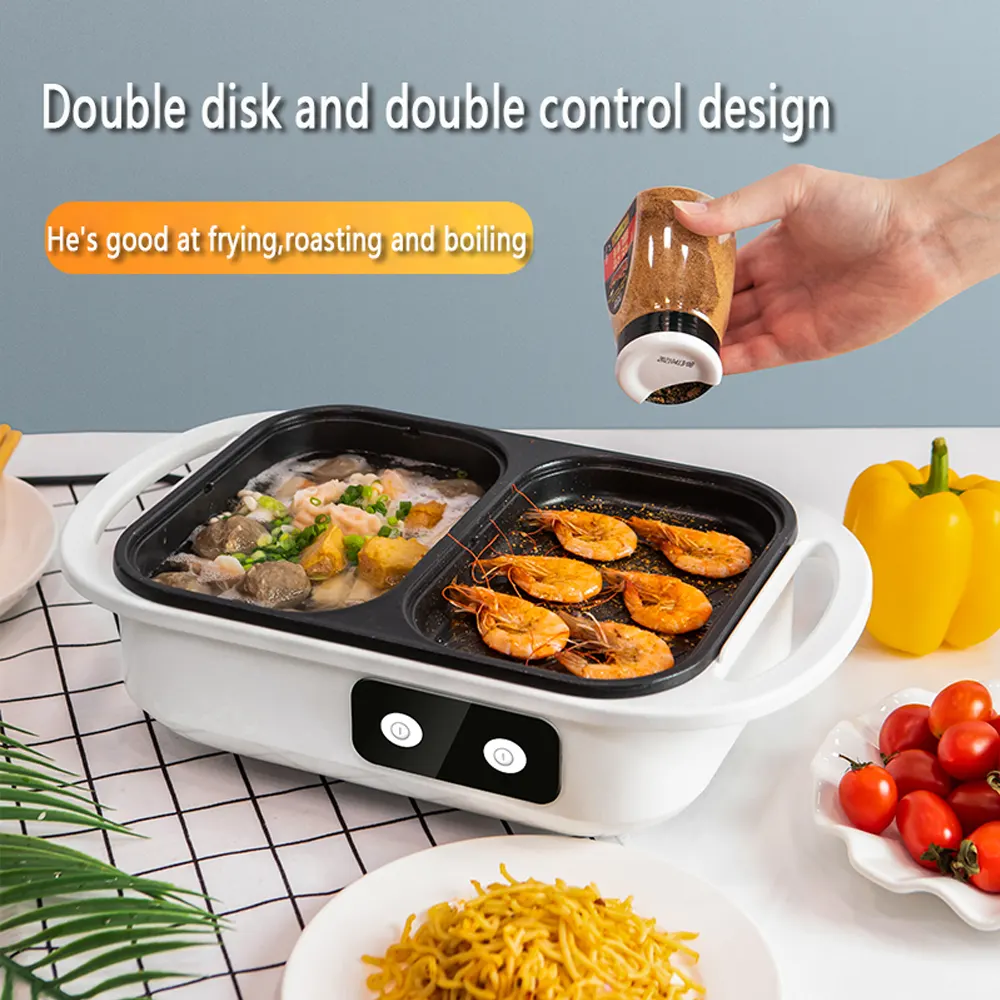 Double disk and double control design
He's good at frying,roasting and boiling